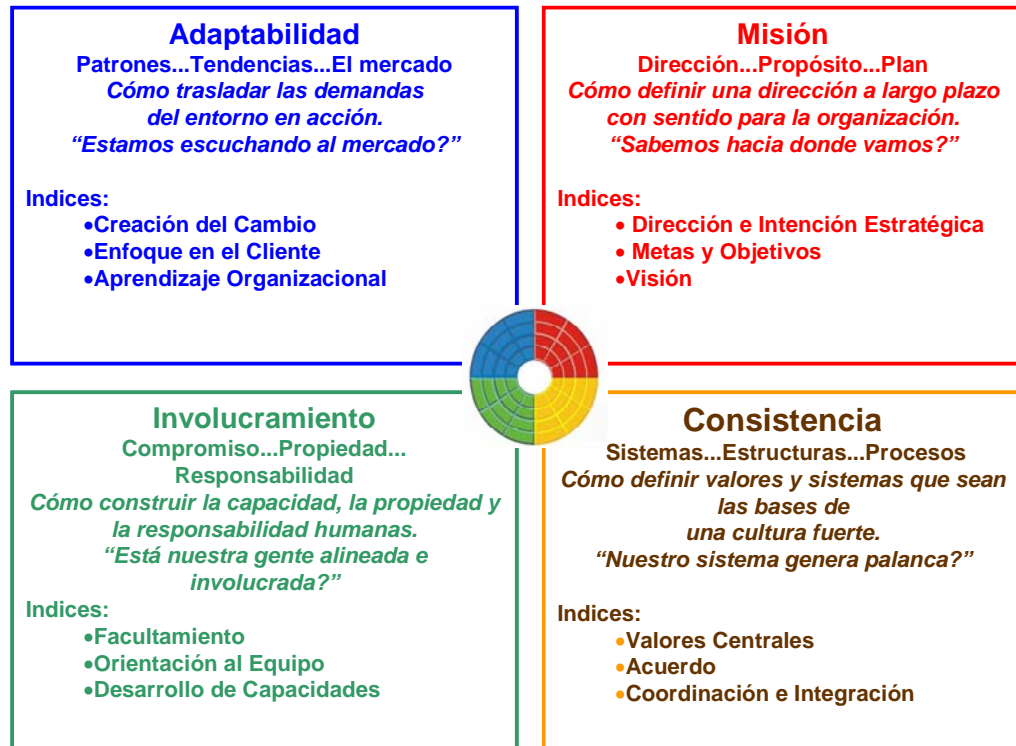 Adaptabilidad
Patrones...Tendencias...El mercado
Cómo trasladar las demandas
del entorno en acción.
“Estamos escuchando al mercado?”
Indices:
•Creación del Cambio
•Enfoque en el Cliente
•Aprendizaje Organizacional
Misión
Dirección...Propósito...Plan
Cómo definir una dirección a largo plazo
con sentido para la organización.
“Sabemos hacia donde vamos?”
Indices:
• Dirección e Intención Estratégica
• Metas y Objetivos
•Visión
Involucramiento
Compromiso...Propiedad...
Responsabilidad
Cómo construir la capacidad, la propiedad y
la responsabilidad humanas.
“Está nuestra gente alineada e
involucrada?”
Indices:
•Facultamiento
•Orientación al Equipo
•Desarrollo de Capacidades
Consistencia
Sistemas...Estructuras...Procesos
Cómo definir valores y sistemas que sean
las bases de
una cultura fuerte.
“Nuestro sistema genera palanca?”
Indices:
•Valores Centrales
•Acuerdo
•Coordinación e Integración